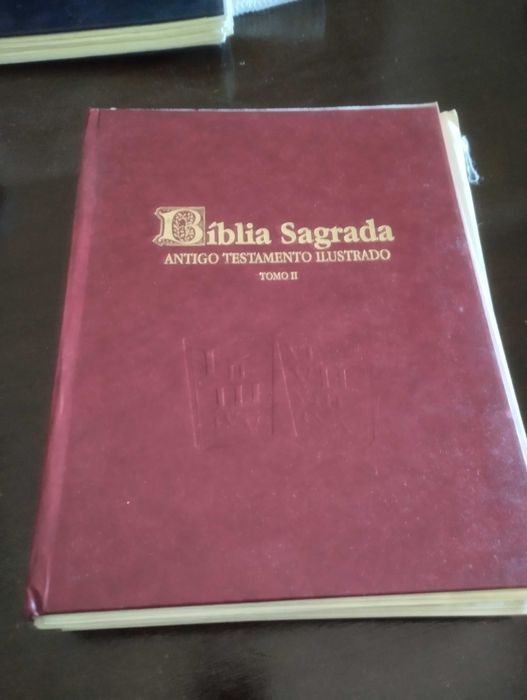 Bíblia Sagrada
ANTIGO TESTAMENTO ILUSTRADO
TOMO II